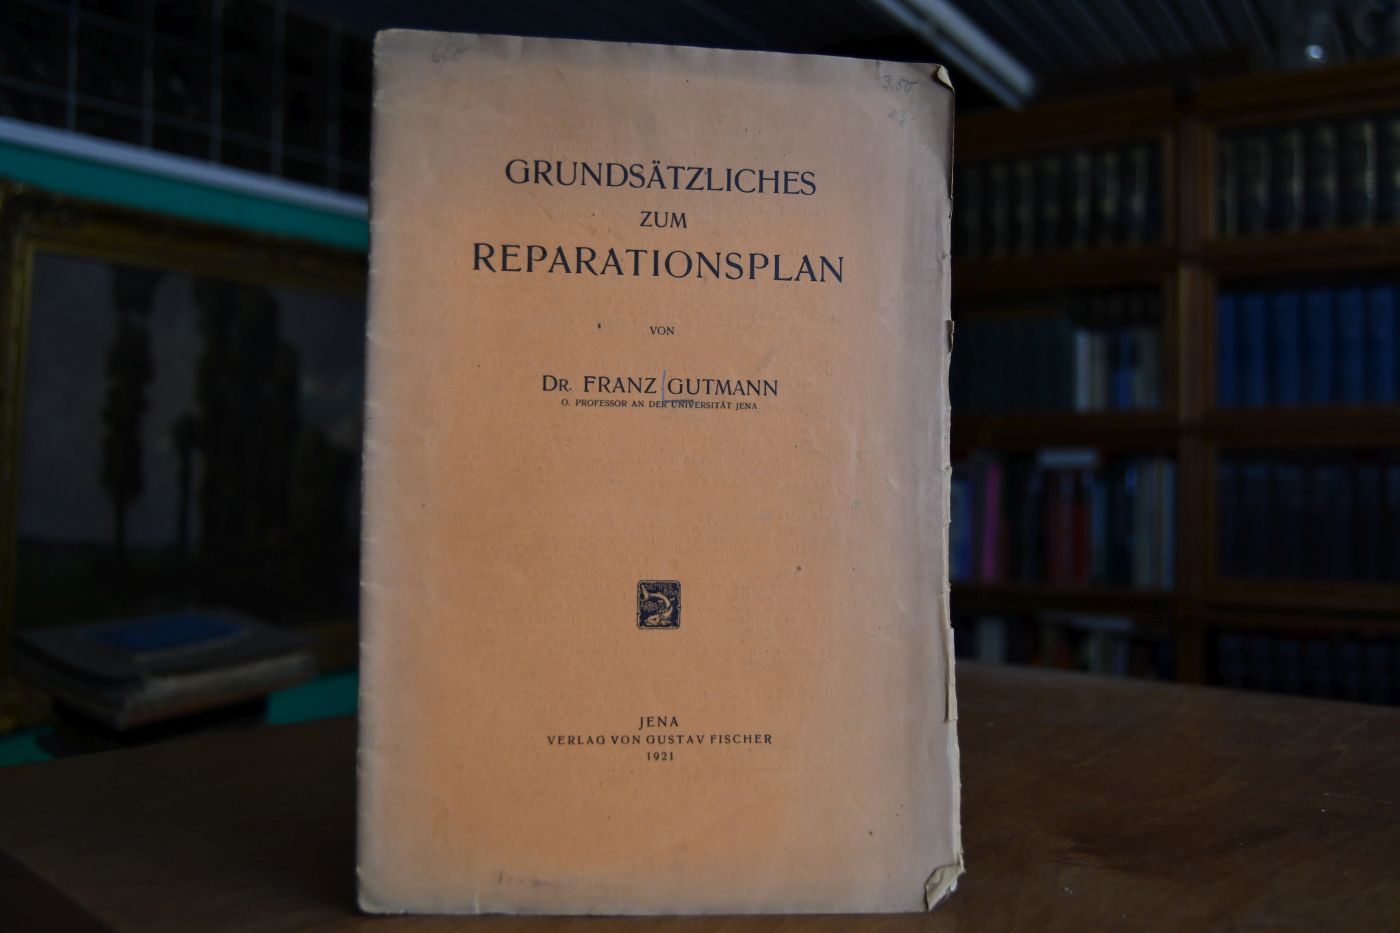 3.50
GRUNDSÄTZLICHES
ZUM
REPARATIONSPLAN
VON
DR. FRANZ GUTMANN
O. PROFESSOR AN DER UNIVERSITÄT JENA
SEMPER
JENA
VERLAG VON GUSTAV FISCHER
1921